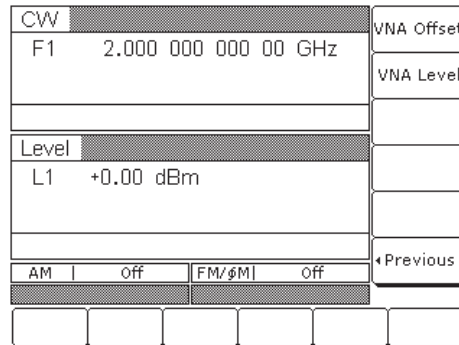 CW
F1 2.000 000 000 00 GHz
Level
L1 +0.00 dBm
AM | Off FM/ϕM| Off
VNA Offset
VNA Level
◂Previous